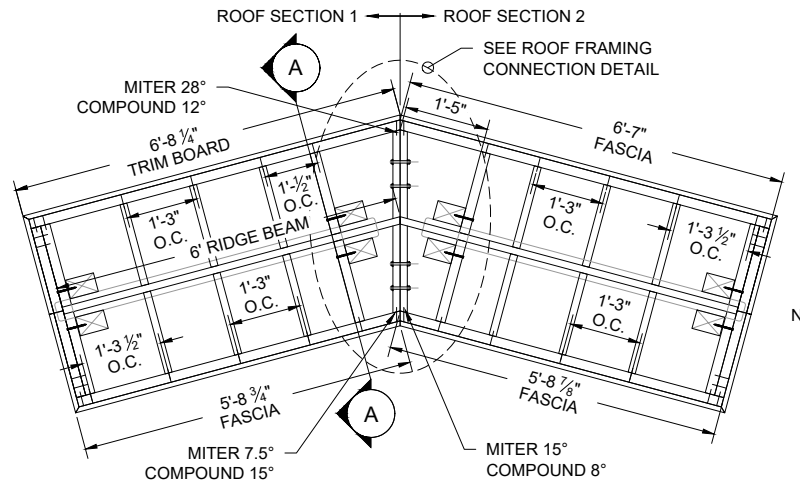 ROOF SECTION 1
ROOF SECTION 2
SEE ROOF FRAMING
CONNECTION DETAIL
A
MITER 28°
COMPOUND 12°
6'-8 ¼"
TRIM BOARD
1'-5"
6'-7"
FASCIA
1'-3"
O.C.
1'-½"
O.C.
1'-3"
O.C.
1'-3 ½"
O.C.
6' RIDGE BEAM
1'-3 ½"
O.C.
1'-3"
O.C.
1'-3"
O.C.
N
5'-8 ¾"
FASCIA
5'-8 ⅞"
FASCIA
A
MITER 7.5°
COMPOUND 15°
MITER 15°
COMPOUND 8°